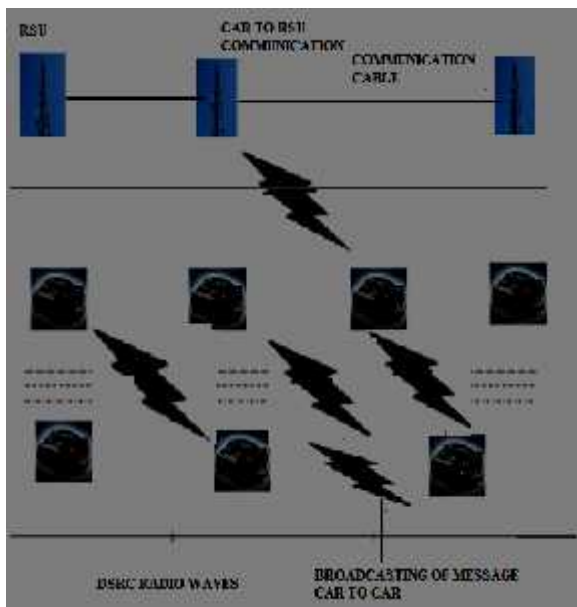 RSU
CAR TO RSU
COMMUNICATION
COMMUNICATION
CABLE
DSRC RADIO WAVES
BROADCASTING OF MESSAGE
CAR TO CAR